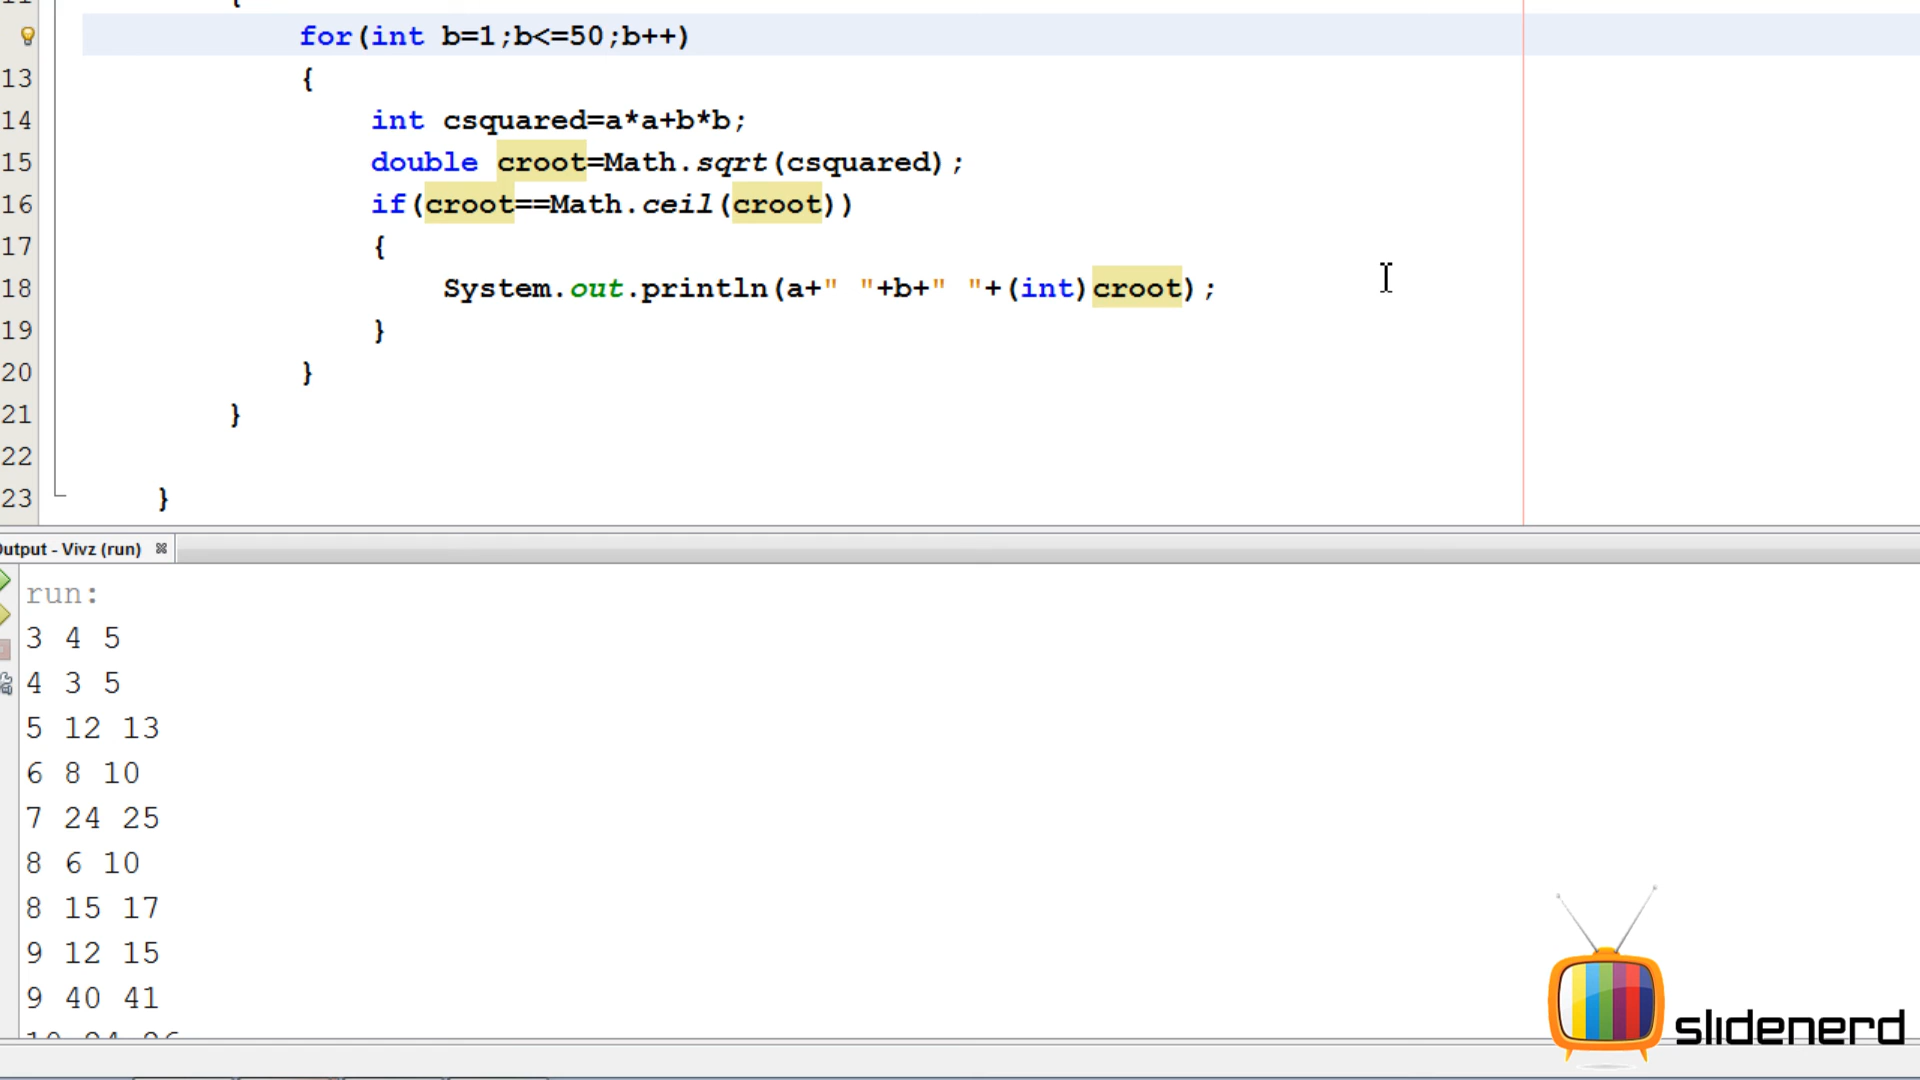 {
for(int b=1;b<=50;b++)
13 {
14 int csquared=a*a+b*b;
15 double croot=Math.sqrt(csquared);
16 if(croot==Math.ceil(croot))
17 {
18 System.out.println(a+" "+b+" "+(int)croot);
19 }
20 }
21 }
22
23 }
Output - Vivz (run)
run:
3 4 5
4 3 5
5 12 13
6 8 10
7 24 25
8 6 10
8 15 17
9 12 15
9 40 41
10 24 26
slidenerd